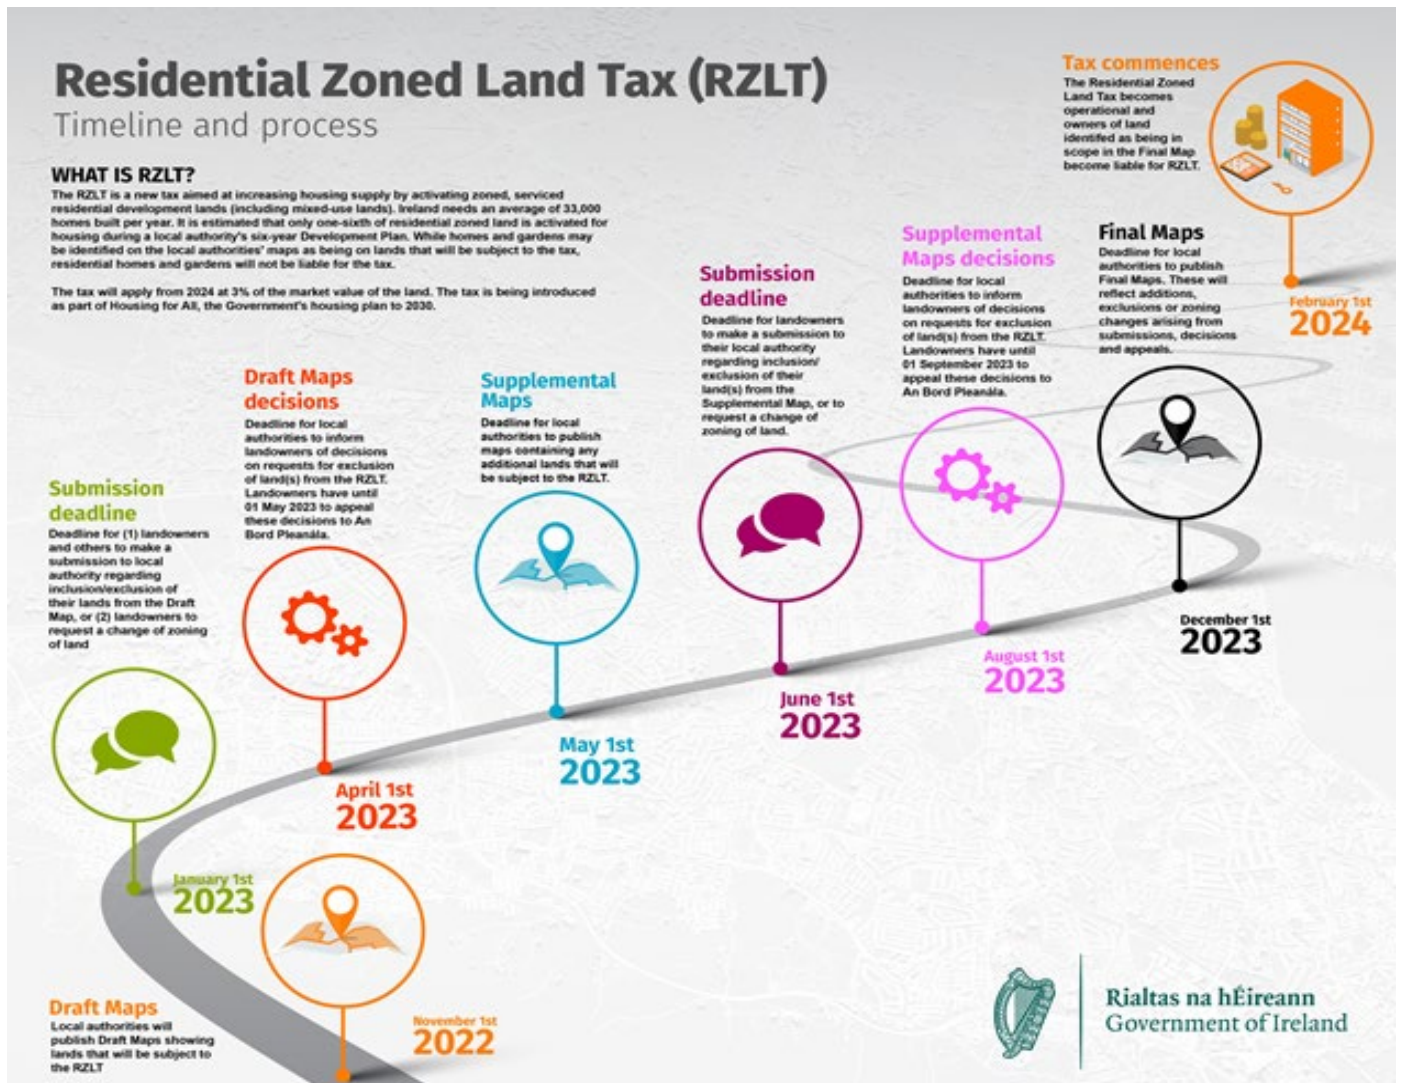 Residential Zoned Land Tax (RZLT)
Timeline and process
WHAT IS RZLT?
The RZLT is a new tax aimed at increasing housing supply by activating zoned, serviced
residential development lands (including mixed-use lands). Ireland needs an average of 33,000
homes built per year. It is estimated that only one-sixth of residential zoned land is activated for
housing during a local authority's six-year Development Plan. While homes and gardens may
be identified on the local authorities' maps as being on lands that will be subject to the tax,
residential homes and gardens will not be liable for the tax.
The tax will apply from 2024 at 3% of the market value of the land. The tax is being introduced
as part of Housing for All, the Government's housing plan to 2030.
Draft Maps
Local authorities will
publish Draft Maps showing
lands that will be subject to
the RZLT
November 1st
2022
Submission
deadline
Deadline for (1) landowners
and others to make a
submission to local
authority regarding
inclusion/exclusion of
their lands from the Draft
Map, or (2) landowners to
request a change of zoning
of land
January 1st
2023
Draft Maps
decisions
Deadline for local
authorities to inform
landowners of decisions
on requests for exclusion
of land(s) from the RZLT.
Landowners have until
01 May 2023 to appeal
these decisions to An
Bord Pleanála.
April 1st
2023
Supplemental
Maps
Deadline for local
authorities to publish
maps containing any
additional lands that will
be subject to the RZLT.
May 1st
2023
Submission
deadline
Deadline for landowners
to make a submission to
their local authority
regarding inclusion/
exclusion of their
land(s) from the
Supplemental Map, or to
request a change of
zoning of land.
June 1st
2023
Supplemental
Maps decisions
Deadline for local
authorities to inform
landowners of decisions
on requests for exclusion
of land(s) from the RZLT.
Landowners have until
01 September 2023 to
appeal these decisions to
An Bord Pleanála.
August 1st
2023
Final Maps
Deadline for local
authorities to publish
Final Maps. These will
reflect additions,
exclusions or zoning
changes arising from
submissions, decisions
and appeals.
December 1st
2023
Tax commences
The Residential Zoned
Land Tax becomes
operational and
owners of land
identifed as being in
scope in the Final Map
become liable for RZLT.
February 1st
2024
Rialtas na hÉireann
Government of Ireland